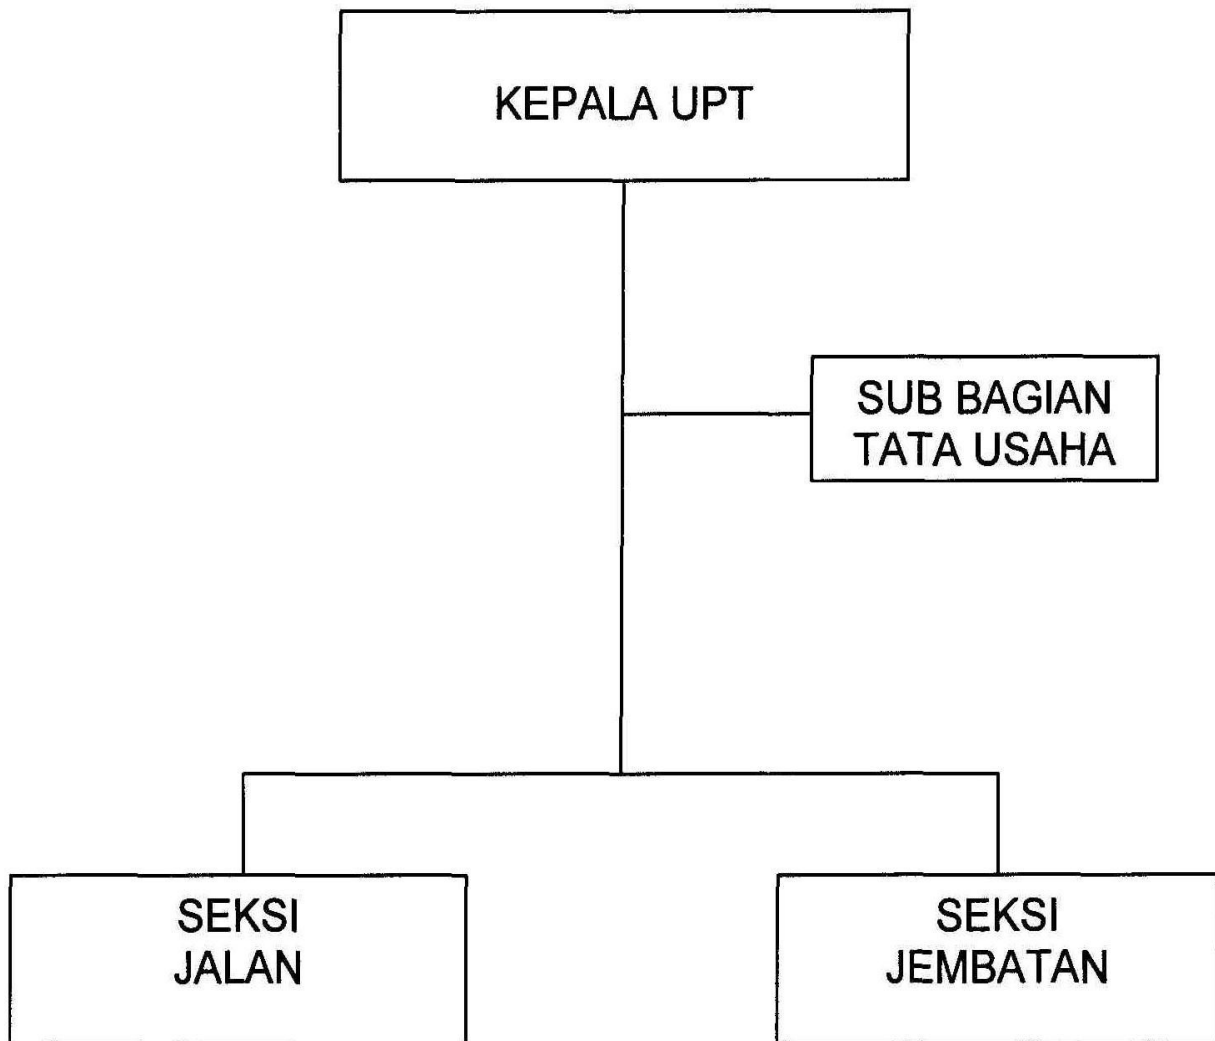 KEPALA UPT
SUB BAGIAN
TATA USAHA
SEKSI
JALAN
SEKSI
JEMBATAN